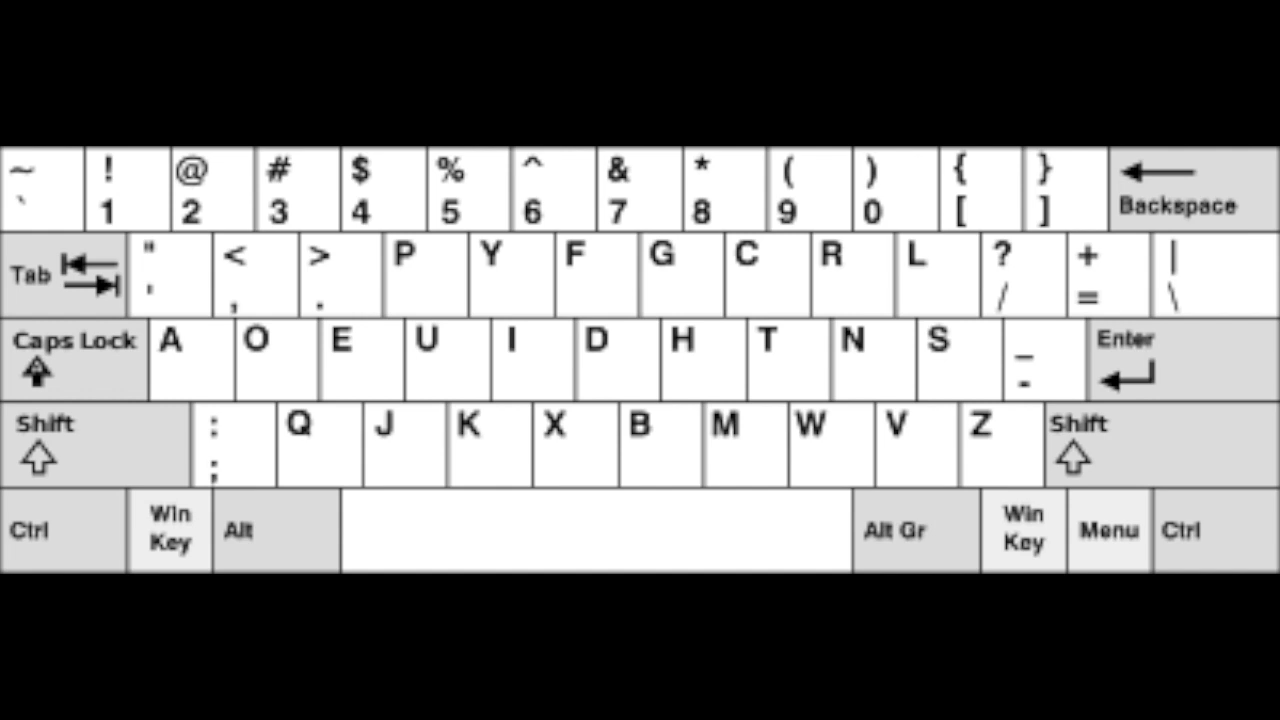 ~ ! @ # $ % ^ & * ( ) { }
` 1 2 3 4 5 6 7 8 9 0 [ ] Backspace
Tab " < > P Y F G C R L ? + |
' , . / = \
Caps Lock A O E U I D H T N S _ Enter
-
Shift : Q J K X B M W V Z Shift
;
Ctrl Win Key Alt Alt Gr Win Key Menu Ctrl